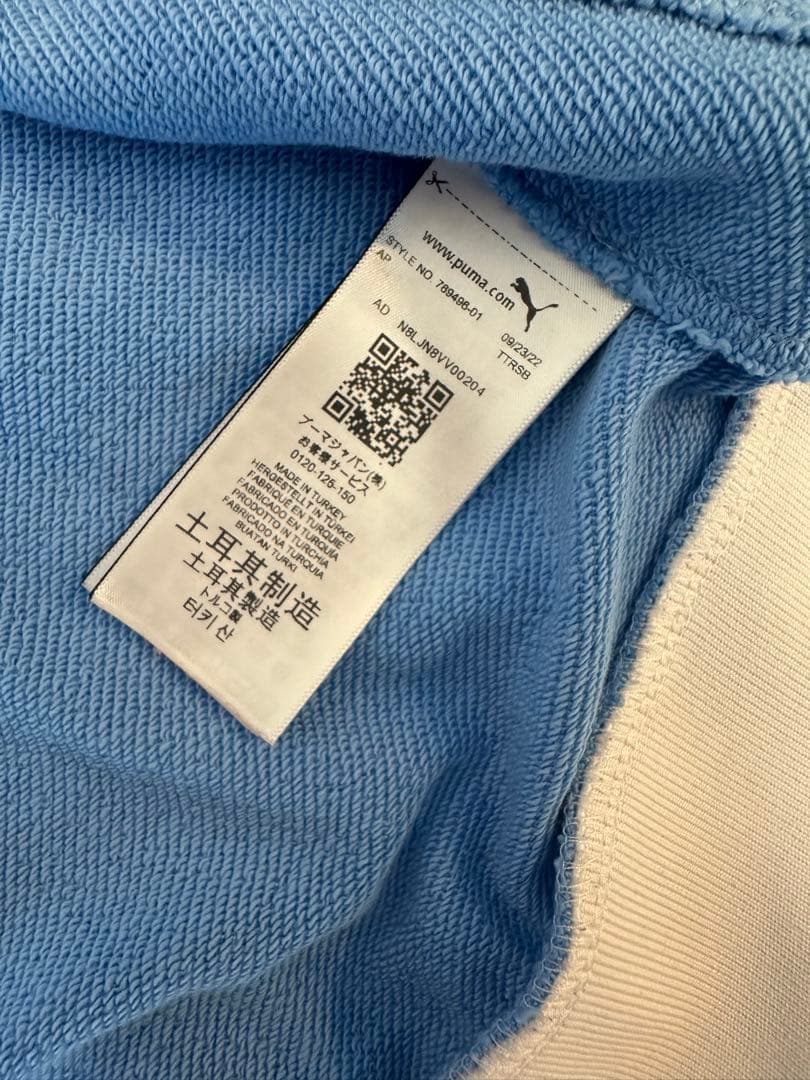 www.puma.com
STYLE NO. 789496-01 09/23/22
AP TTRSB
AD N8LJN8VV00204
プーマジャパン(株)
お客様サービス
0120-125-150
MADE IN TURKEY
HERGESTELLT IN TÜRKEI
FABRIQUÉ EN TURQUIE
FABRICADO EN TURQUIA
PRODOTTO IN TURCHIA
FABRICADO NA TURQUIA
BUATAN TURKI
土耳其制造
土耳其製造
トルコ製
터키산